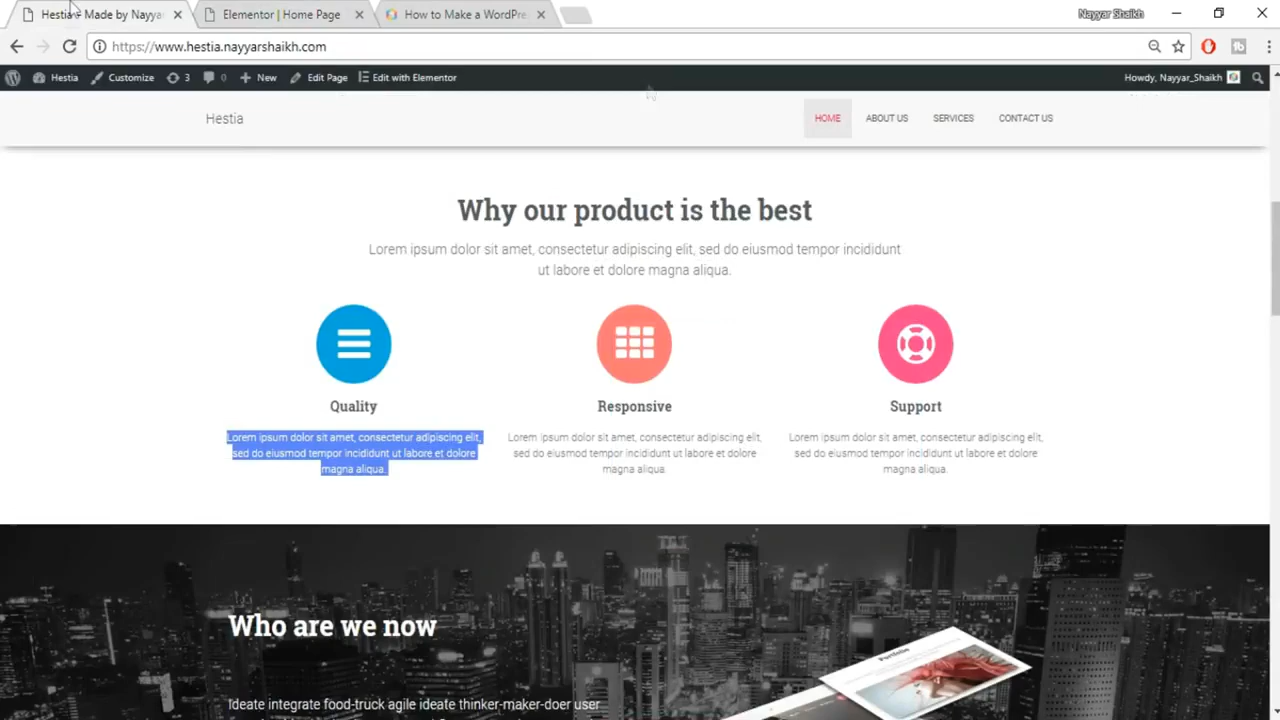 Hestia - Made by Nayya
Elementor | Home Page
How to Make a WordPre
Nayyar Shaikh
https://www.hestia.nayyarshaikh.com
Hestia
Customize
3
0
New
Edit Page
Edit with Elementor
Howdy, Nayyar_Shaikh
Hestia
HOME
ABOUT US
SERVICES
CONTACT US
Why our product is the best
Lorem ipsum dolor sit amet, consectetur adipiscing elit, sed do eiusmod tempor incididunt
ut labore et dolore magna aliqua.
Quality
Lorem ipsum dolor sit amet, consectetur adipiscing elit,
sed do eiusmod tempor incididunt ut labore et dolore
magna aliqua.
Responsive
Lorem ipsum dolor sit amet, consectetur adipiscing elit,
sed do eiusmod tempor incididunt ut labore et dolore
magna aliqua.
Support
Lorem ipsum dolor sit amet, consectetur adipiscing elit,
sed do eiusmod tempor incididunt ut labore et dolore
magna aliqua.
Who are we now
Ideate integrate food-truck agile ideate thinker-maker-doer user
Portfolio